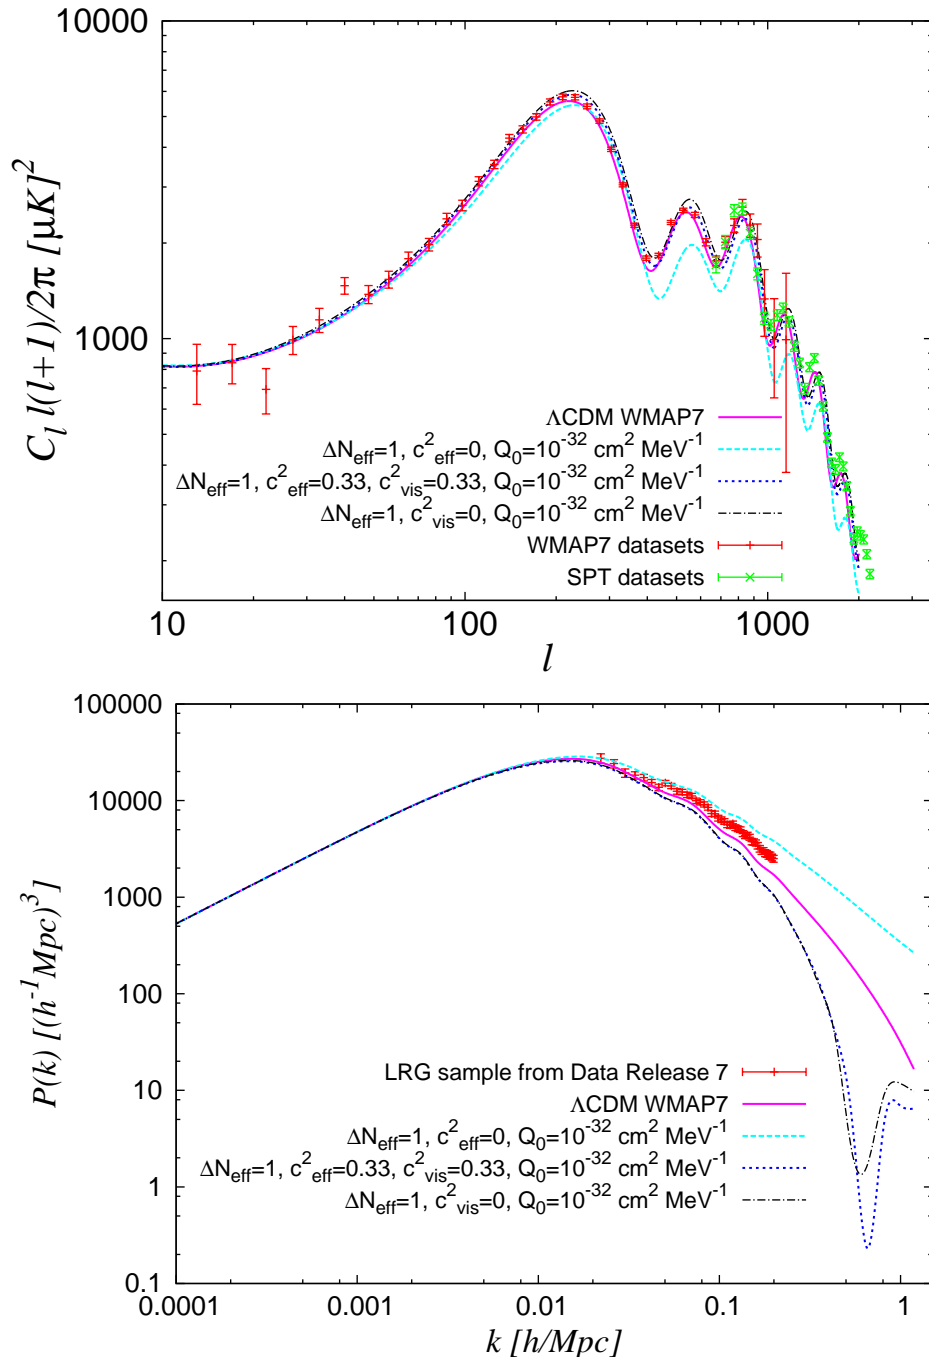 10000
1000
C_l l(l+1)/2π [μK]^2
ΛCDM WMAP7
ΔN_eff=1, c^2_eff=0, Q_0=10^-32 cm^2 MeV^-1
ΔN_eff=1, c^2_eff=0.33, c^2_vis=0.33, Q_0=10^-32 cm^2 MeV^-1
ΔN_eff=1, c^2_vis=0, Q_0=10^-32 cm^2 MeV^-1
WMAP7 datasets
SPT datasets
10 100 1000
l
100000
10000
1000
100
10
1
0.1
P(k) [(h^-1 Mpc)^3]
LRG sample from Data Release 7
ΛCDM WMAP7
ΔN_eff=1, c^2_eff=0, Q_0=10^-32 cm^2 MeV^-1
ΔN_eff=1, c^2_eff=0.33, c^2_vis=0.33, Q_0=10^-32 cm^2 MeV^-1
ΔN_eff=1, c^2_vis=0, Q_0=10^-32 cm^2 MeV^-1
0.0001 0.001 0.01 0.1 1
k [h/Mpc]